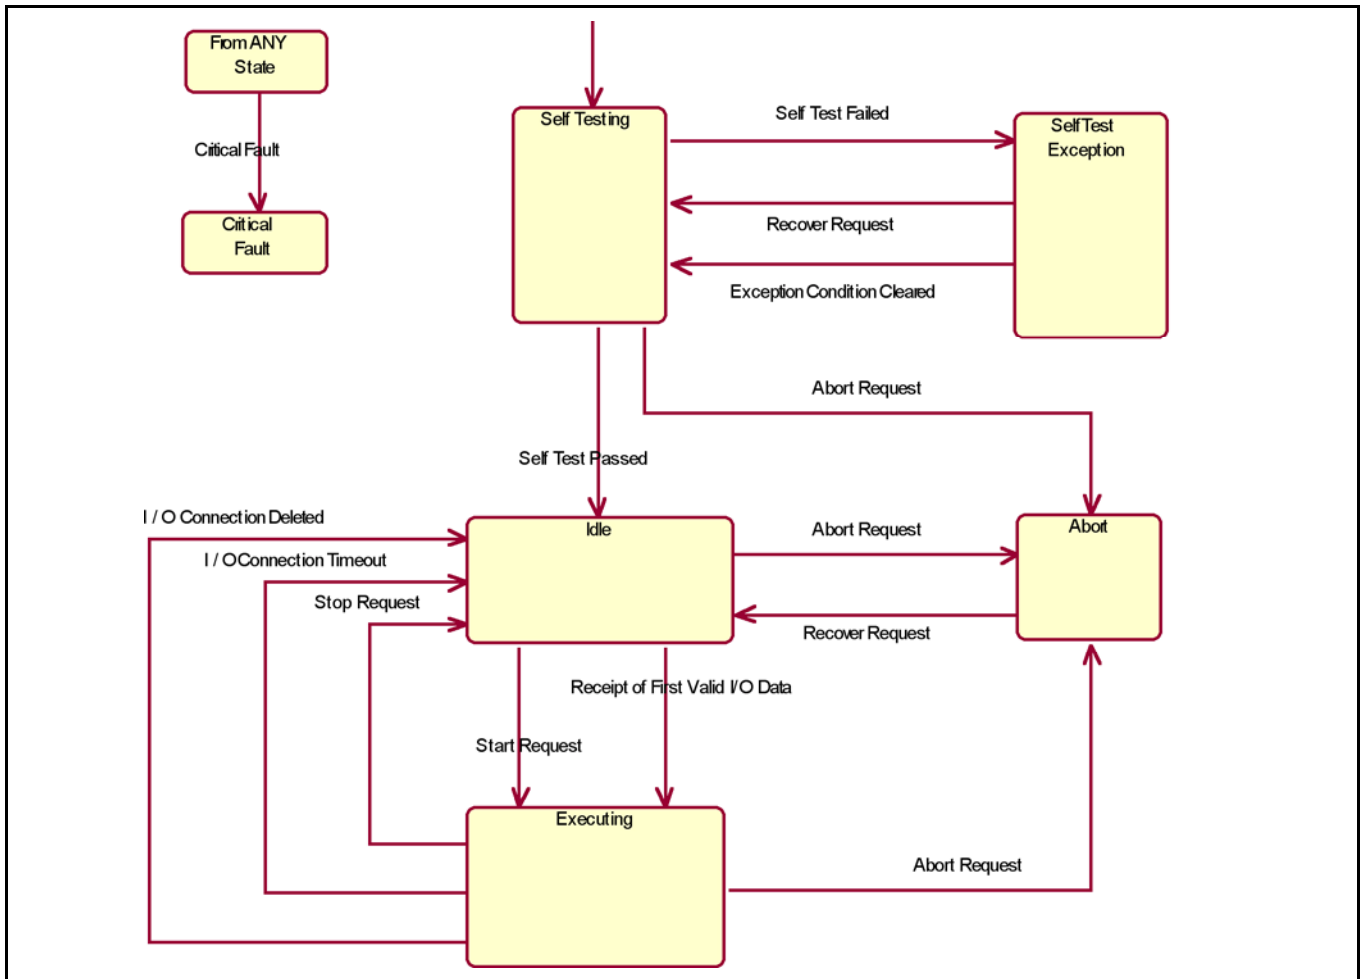 From ANY
State
Critical Fault
Critical
Fault
Self Testing
Self Test Failed
Self Test
Exception
Recover Request
Exception Condition Cleared
Abort Request
Self Test Passed
I / O Connection Deleted
I / O Connection Timeout
Stop Request
Idle
Abort Request
Abort
Recover Request
Receipt of First Valid I/O Data
Start Request
Executing
Abort Request